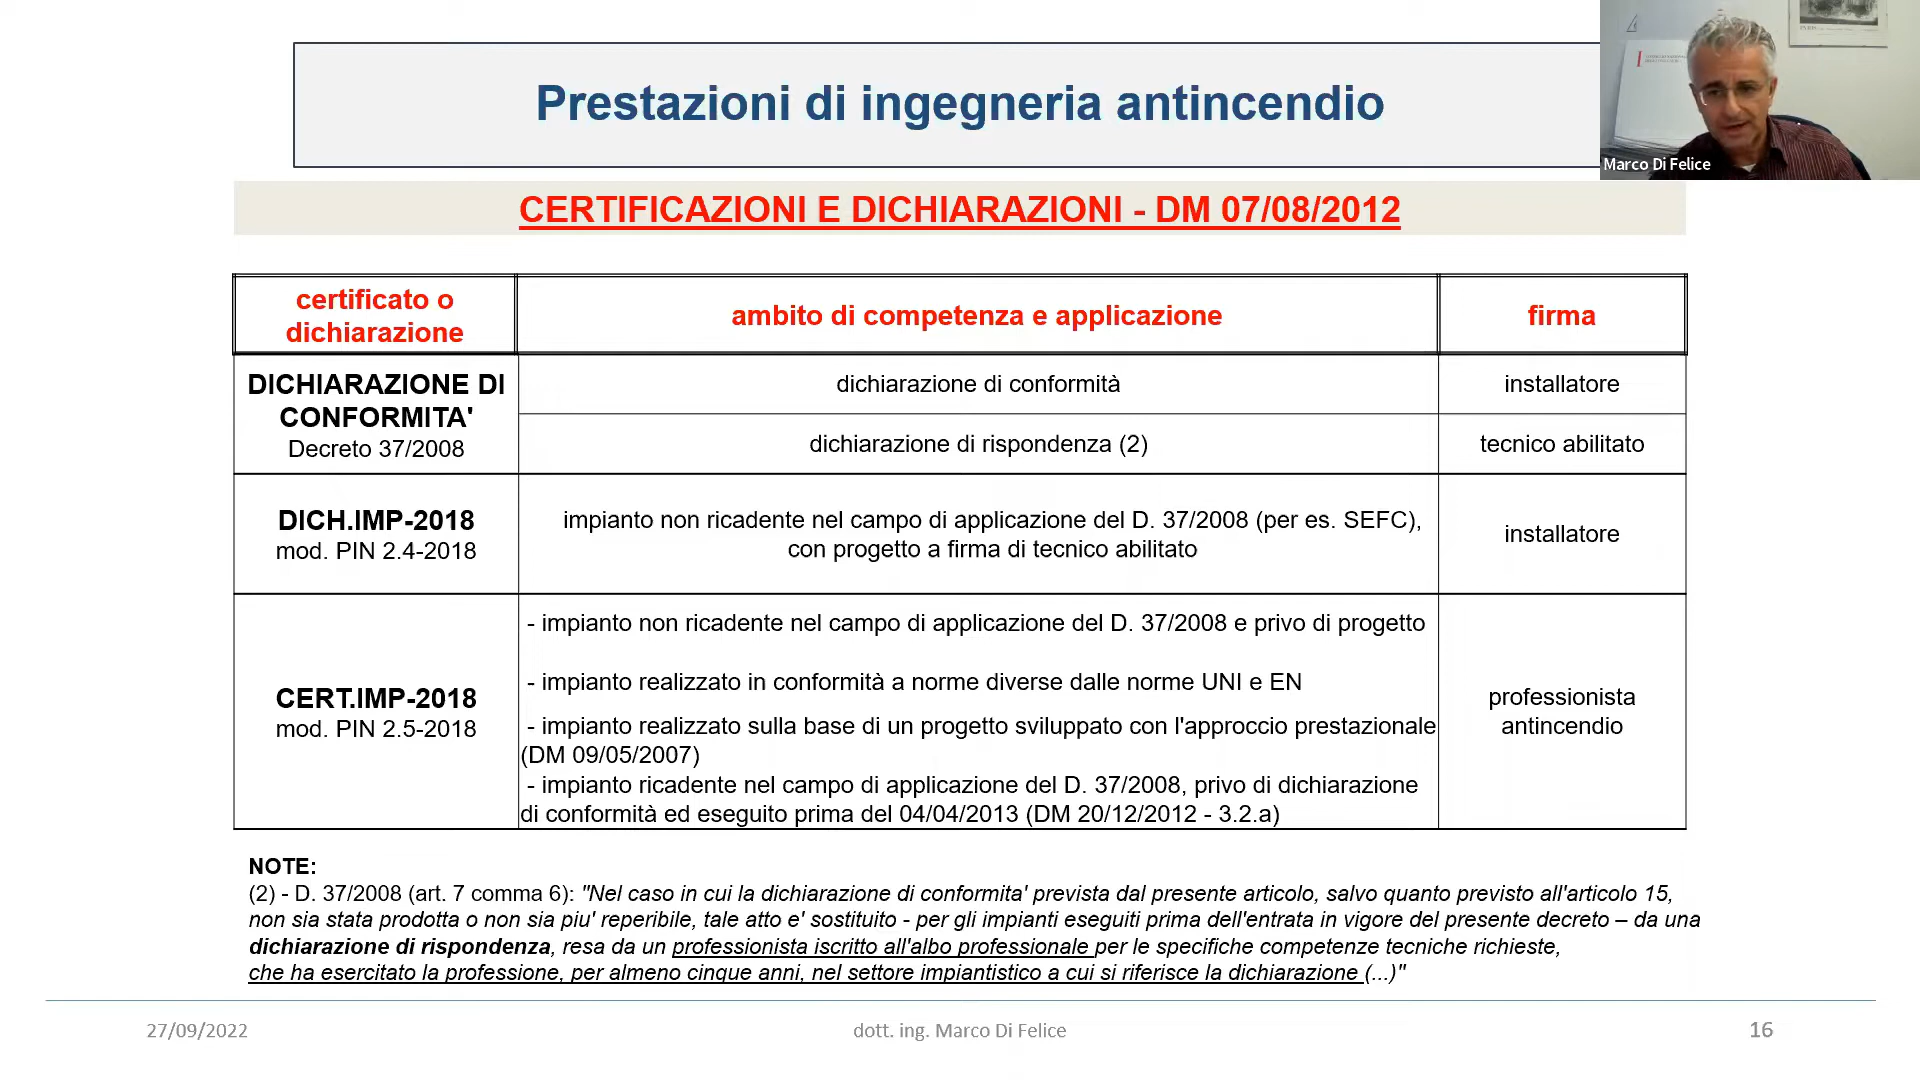 Prestazioni di ingegneria antincendio
Marco Di Felice
CERTIFICAZIONI E DICHIARAZIONI - DM 07/08/2012
certificato o
dichiarazione
ambito di competenza e applicazione
firma
DICHIARAZIONE DI
CONFORMITA'
Decreto 37/2008
dichiarazione di conformità
installatore
dichiarazione di rispondenza (2)
tecnico abilitato
DICH.IMP-2018
mod. PIN 2.4-2018
impianto non ricadente nel campo di applicazione del D. 37/2008 (per es. SEFC),
con progetto a firma di tecnico abilitato
installatore
CERT.IMP-2018
mod. PIN 2.5-2018
- impianto non ricadente nel campo di applicazione del D. 37/2008 e privo di progetto
- impianto realizzato in conformità a norme diverse dalle norme UNI e EN
- impianto realizzato sulla base di un progetto sviluppato con l'approccio prestazionale
(DM 09/05/2007)
- impianto ricadente nel campo di applicazione del D. 37/2008, privo di dichiarazione
di conformità ed eseguito prima del 04/04/2013 (DM 20/12/2012 - 3.2.a)
professionista
antincendio
NOTE:
(2) - D. 37/2008 (art. 7 comma 6): "Nel caso in cui la dichiarazione di conformita' prevista dal presente articolo, salvo quanto previsto all'articolo 15,
non sia stata prodotta o non sia piu' reperibile, tale atto e' sostituito - per gli impianti eseguiti prima dell'entrata in vigore del presente decreto – da una
dichiarazione di rispondenza, resa da un professionista iscritto all'albo professionale per le specifiche competenze tecniche richieste,
che ha esercitato la professione, per almeno cinque anni, nel settore impiantistico a cui si riferisce la dichiarazione (...)"
27/09/2022
dott. ing. Marco Di Felice
16